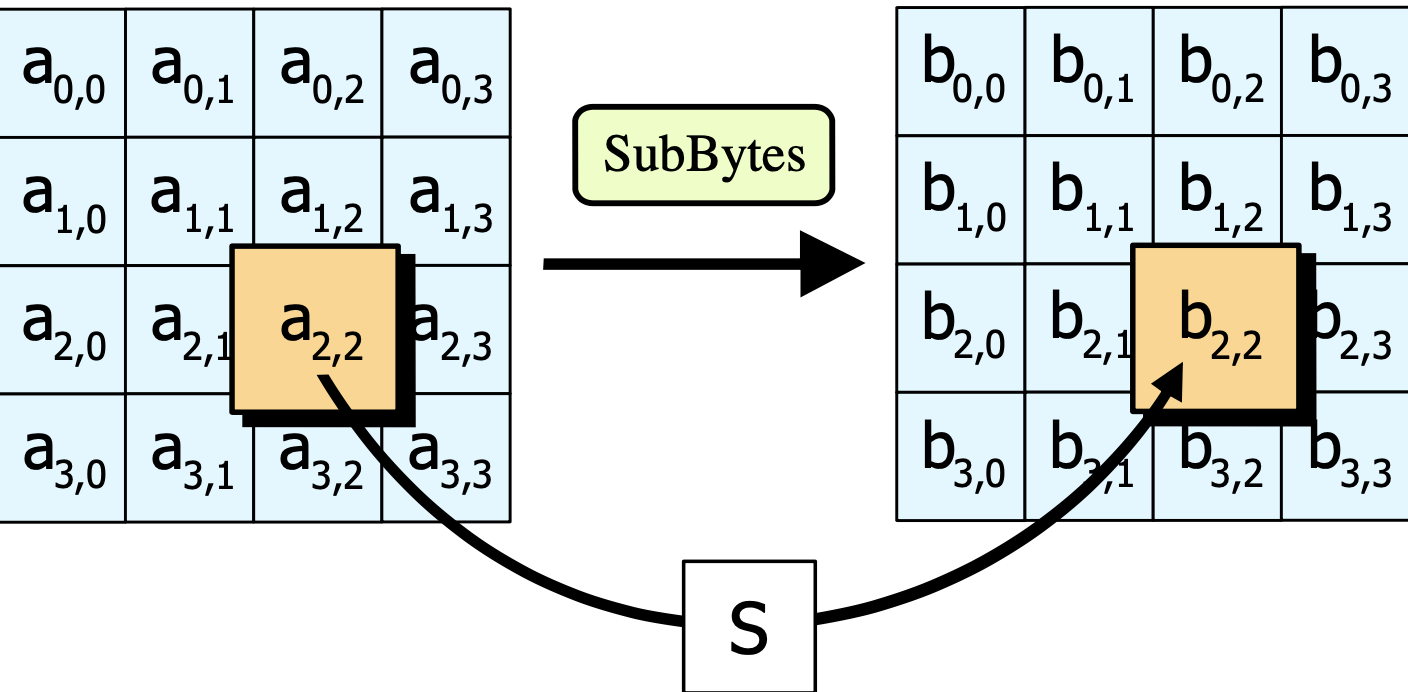 a0,0 a0,1 a0,2 a0,3
b0,0 b0,1 b0,2 b0,3
SubBytes
a1,0 a1,1 a1,2 a1,3
b1,0 b1,1 b1,2 b1,3
a2,0 a2,1 a2,2 a2,3
b2,0 b2,1 b2,2 b2,3
a3,0 a3,1 a3,2 a3,3
b3,0 b3,1 b3,2 b3,3
S